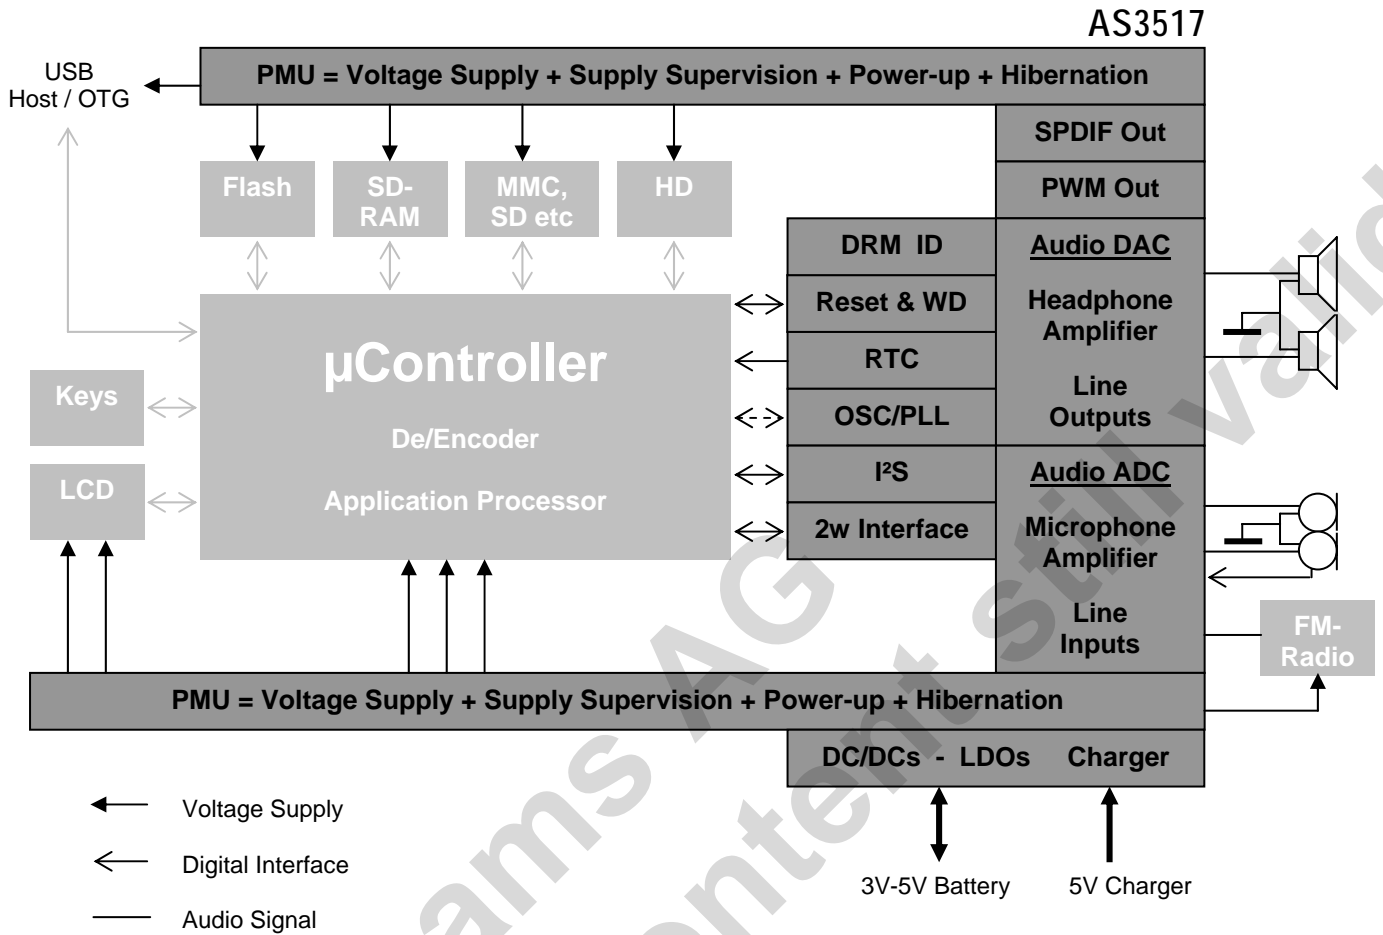 AS3517
PMU = Voltage Supply + Supply Supervision + Power-up + Hibernation
USB
Host / OTG
SPDIF Out
PWM Out
Flash
SD-
RAM
MMC,
SD etc
HD
DRM ID
Reset & WD
RTC
OSC/PLL
I²S
2w Interface
Audio DAC
Headphone
Amplifier
Line
Outputs
Audio ADC
Microphone
Amplifier
Line
Inputs
µController
De/Encoder
Application Processor
Keys
LCD
FM-
Radio
PMU = Voltage Supply + Supply Supervision + Power-up + Hibernation
DC/DCs - LDOs Charger
3V-5V Battery
5V Charger
Voltage Supply
Digital Interface
Audio Signal
ams AG
still valid